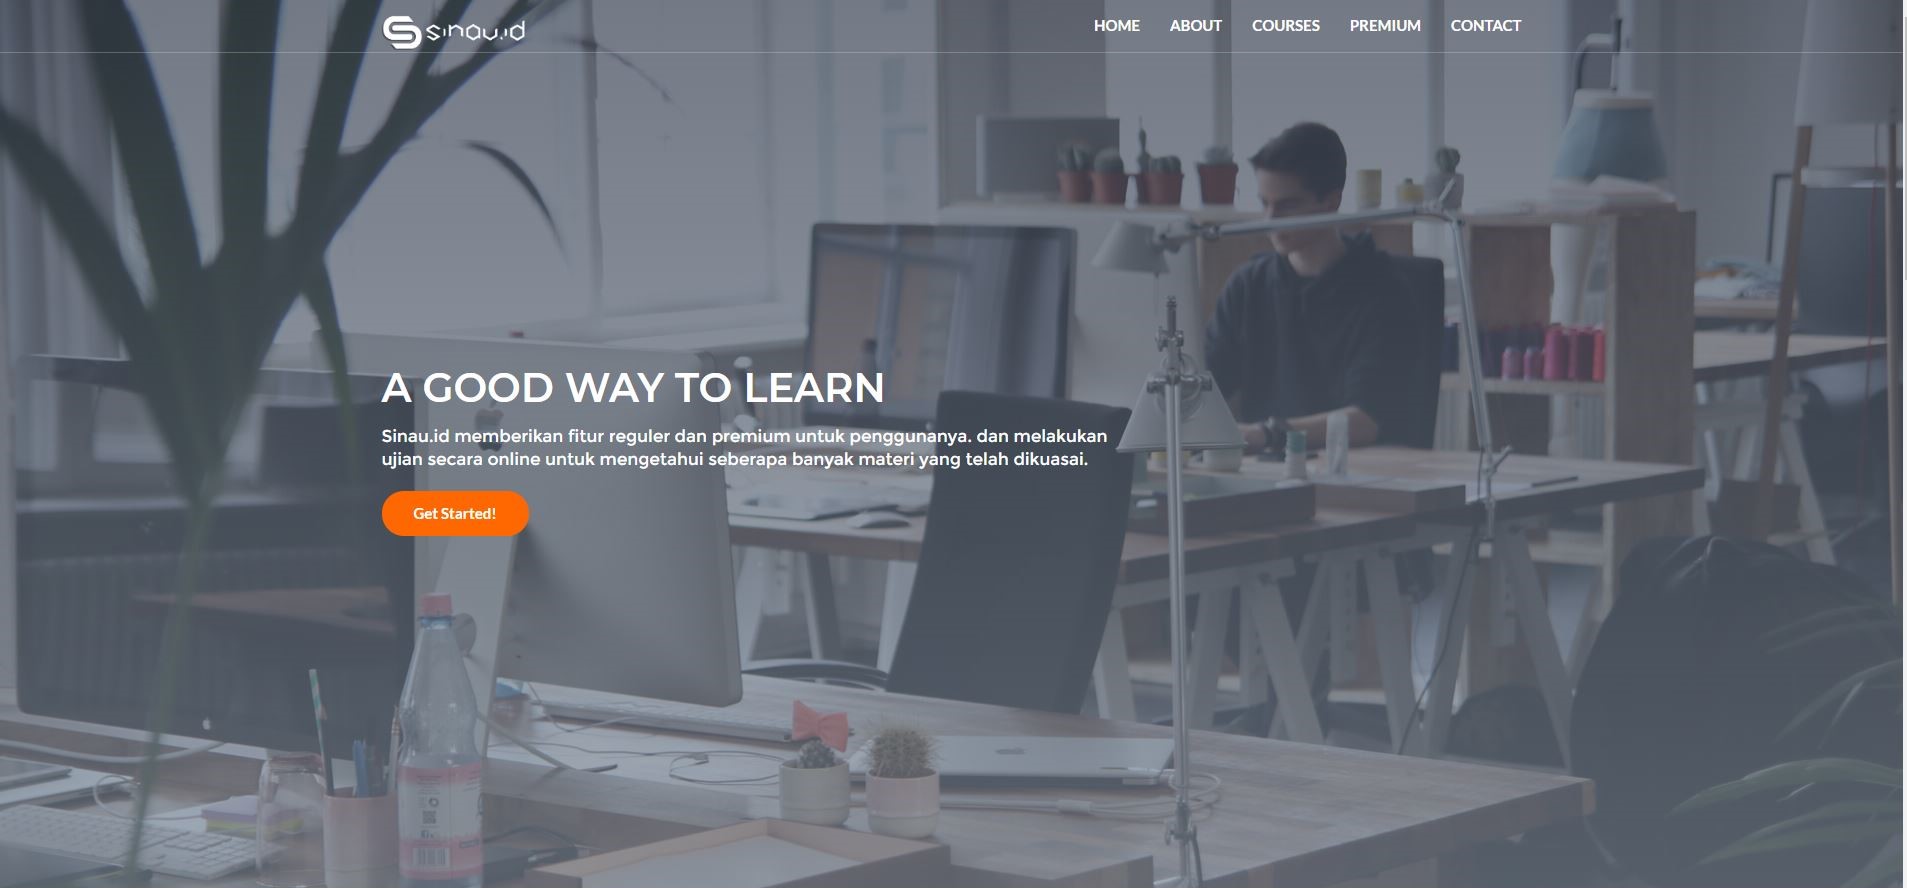 sinau.id
HOME ABOUT COURSES PREMIUM CONTACT
A GOOD WAY TO LEARN
Sinau.id memberikan fitur reguler dan premium untuk penggunanya. dan melakukan
ujian secara online untuk mengetahui seberapa banyak materi yang telah dikuasai.
Get Started!